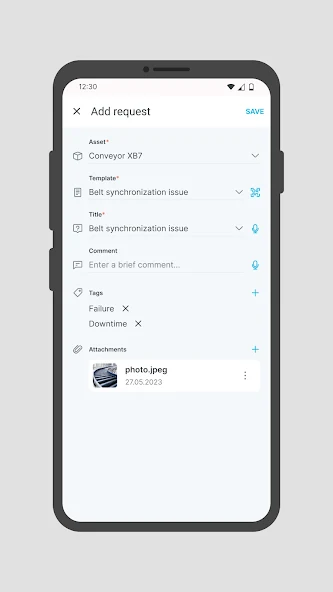 12:30
Add request
SAVE
Asset*
Conveyor XB7
Template*
Belt synchronization issue
Title*
Belt synchronization issue
Comment
Enter a brief comment...
Tags
Failure
Downtime
Attachments
photo.jpeg
27.05.2023